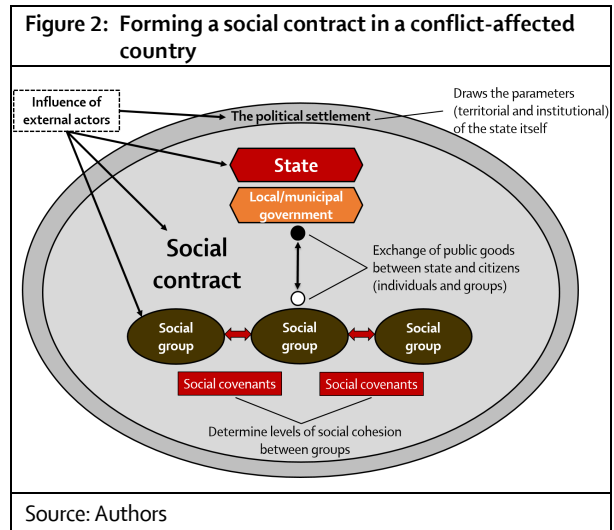 Figure 2: Forming a social contract in a conflict-affected
country
Influence of
external actors
The political settlement
Draws the parameters
(territorial and institutional)
of the state itself
State
Local/municipal
government
Social
contract
Exchange of public goods
between state and citizens
(individuals and groups)
Social
group
Social
group
Social
group
Social covenants
Social covenants
Determine levels of social cohesion
between groups
Source: Authors